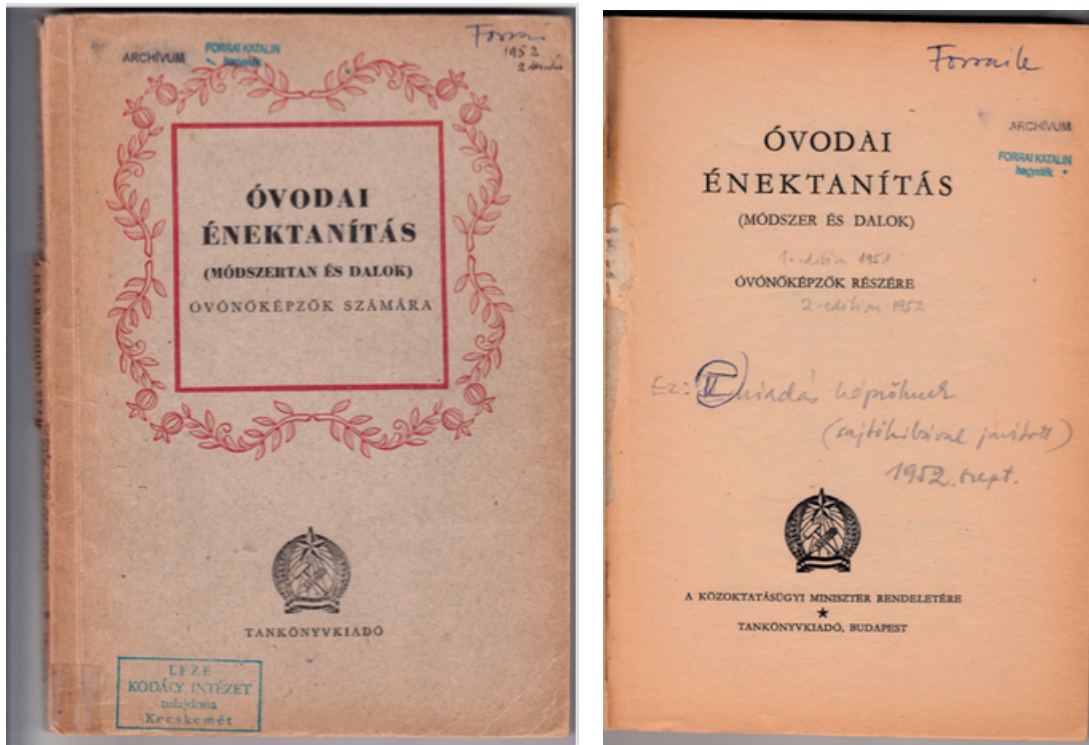 Forrai
1952
ARCHÍVUM
FORRAI KATALIN
hagyaték
ÓVODAI
ÉNEKTANÍTÁS
(MÓDSZERTAN ÉS DALOK)
ÓVÓNŐKÉPZŐK SZÁMÁRA
TANKÖNYVKIADÓ
LFZE
KODÁLY INTÉZET
tulajdona
Kecskemét
Forraik
ARCHÍVUM
FORRAI KATALIN
hagyaték
ÓVODAI
ÉNEKTANÍTÁS
(MÓDSZER ÉS DALOK)
1-edition 1951
ÓVÓNŐKÉPZŐK RÉSZÉRE
2-edition 1952
Ez: II kiadás képzőknek
(sajtóhibával javított)
1952. szept.
A KÖZOKTATÁSÜGYI MINISZTER RENDELETÉRE
TANKÖNYVKIADÓ, BUDAPEST